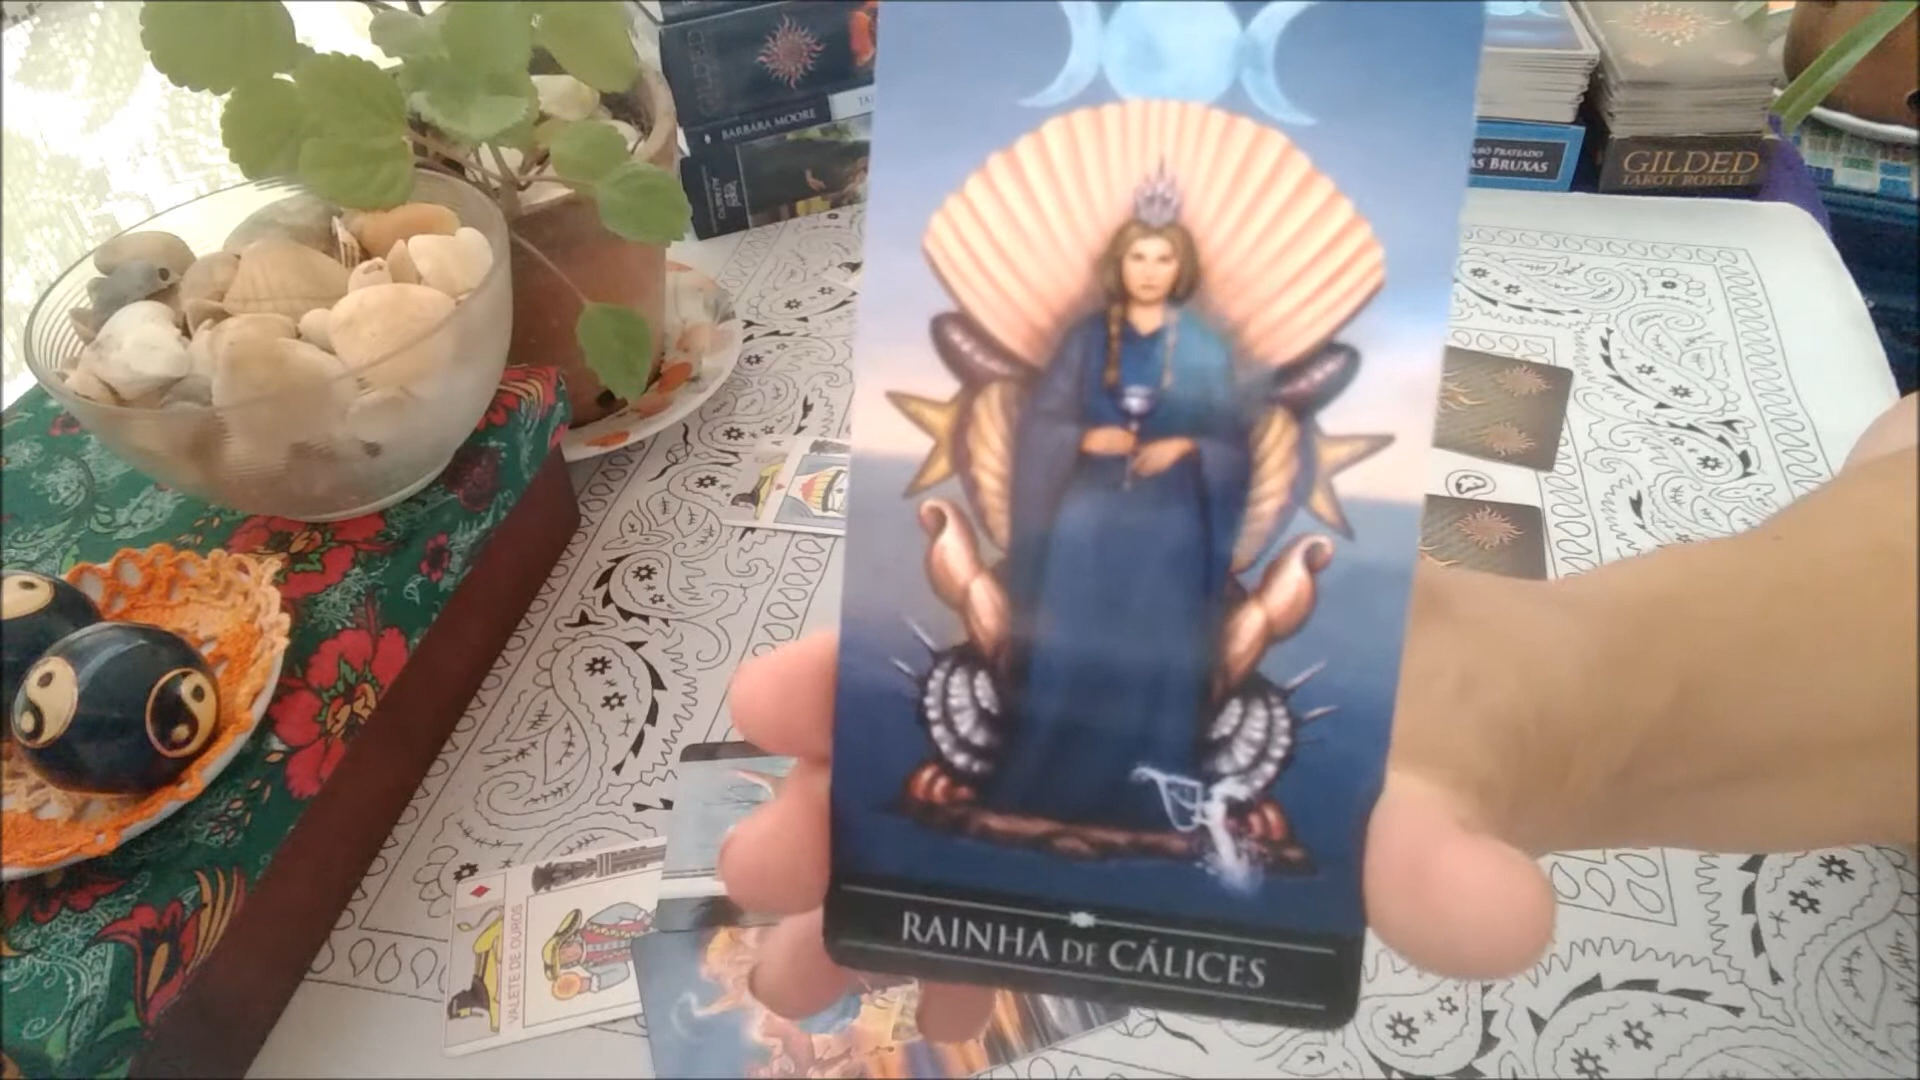 BARBARA MOORE
AS BRUXAS
GILDED
TAROT ROYALE
VALETE DE OUROS
RAINHA DE CÁLICES